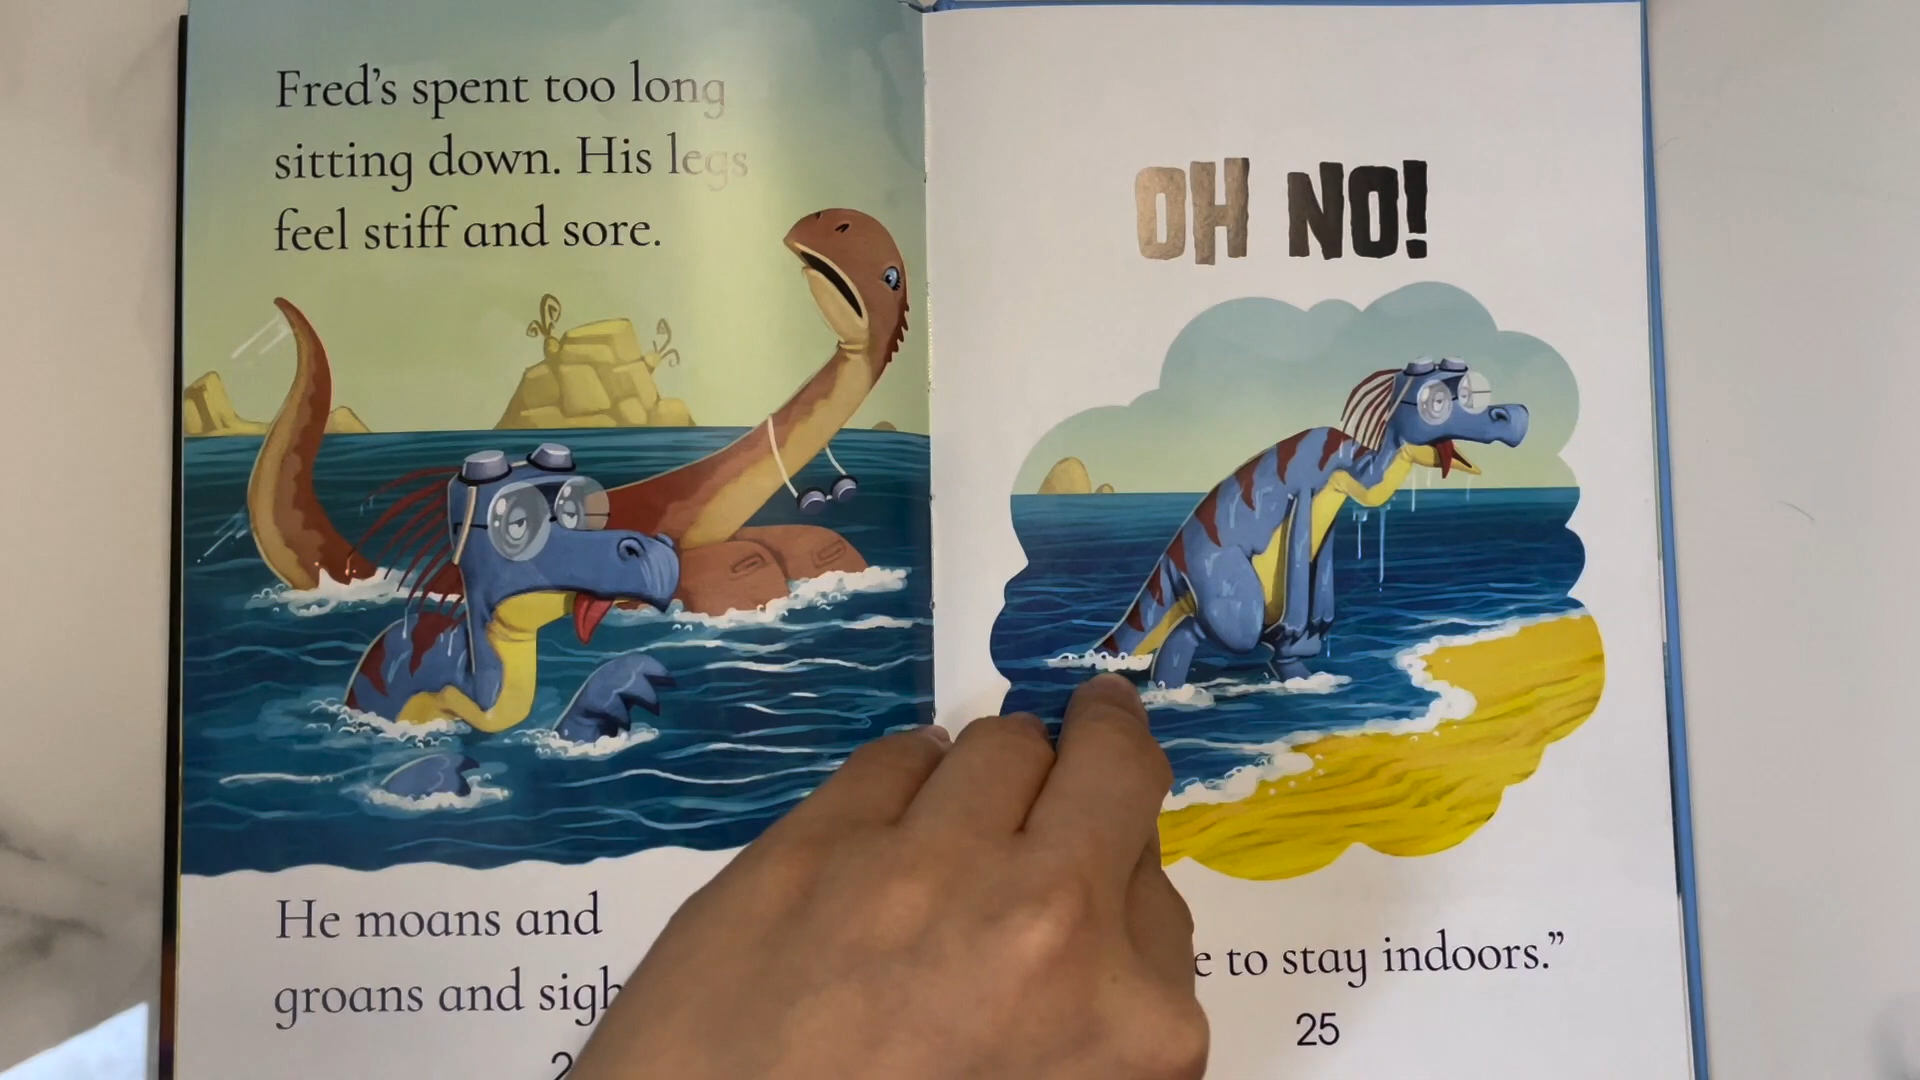 Fred's spent too long
sitting down. His legs
feel stiff and sore.
He moans and
groans and
OH NO!
to stay indoors.”
25